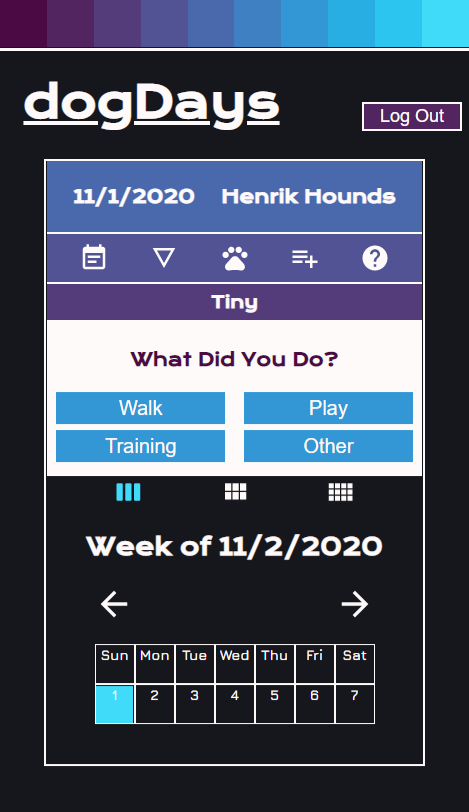 dogDays
Log Out
11/1/2020 Henrik Hounds
Tiny
What Did You Do?
Walk Play
Training Other
Week of 11/2/2020
Sun Mon Tue Wed Thu Fri Sat
1 2 3 4 5 6 7